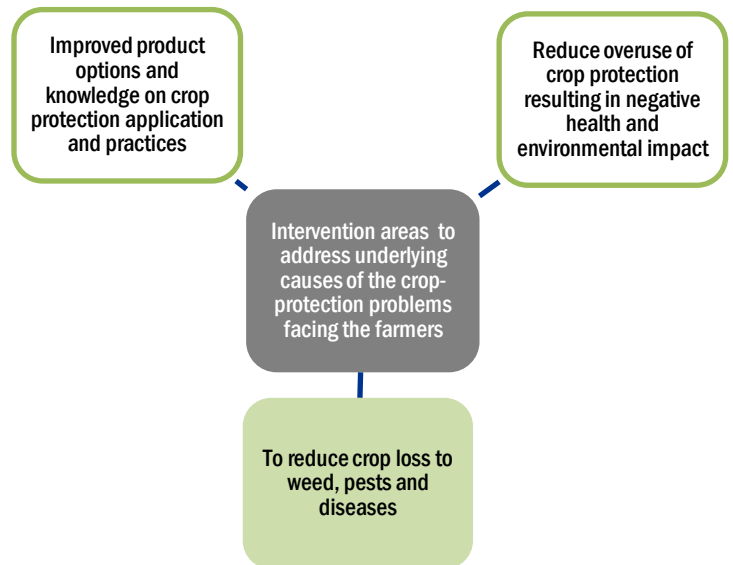 Improved product
options and
knowledge on crop
protection application
and practices
Reduce overuse of
crop protection
resulting in negative
health and
environmental impact
Intervention areas to
address underlying
causes of the crop-
protection problems
facing the farmers
To reduce crop loss to
weed, pests and
diseases